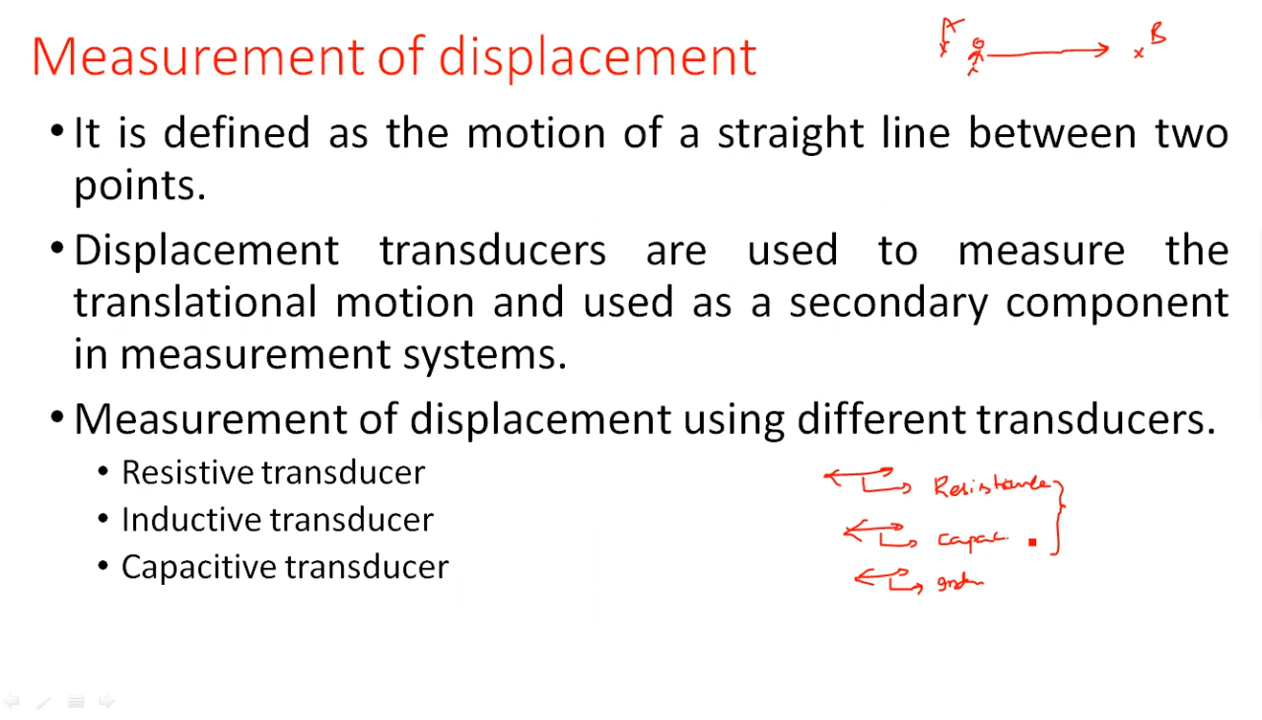 Measurement of displacement
A
B
• It is defined as the motion of a straight line between two
points.
• Displacement transducers are used to measure the
translational motion and used as a secondary component
in measurement systems.
• Measurement of displacement using different transducers.
• Resistive transducer
• Inductive transducer
• Capacitive transducer
Resistance
Capac.